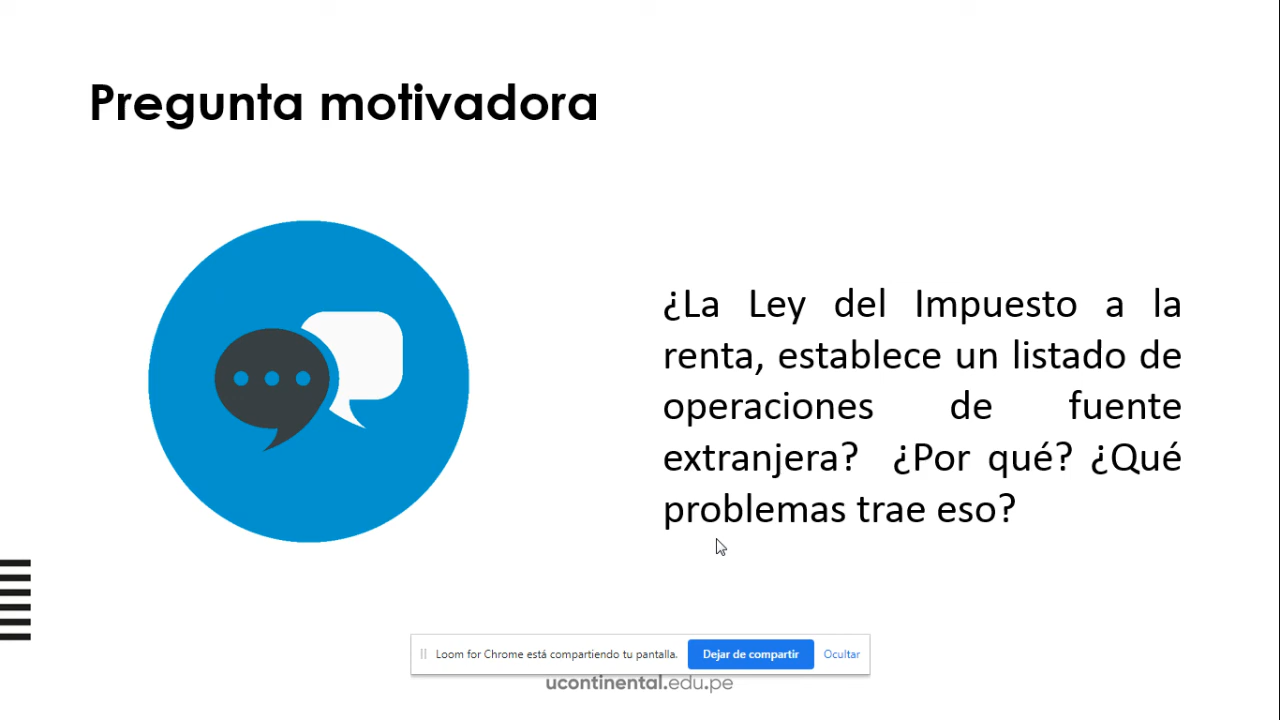 Pregunta motivadora
¿La Ley del Impuesto a la
renta, establece un listado de
operaciones de fuente
extranjera? ¿Por qué? ¿Qué
problemas trae eso?
Loom for Chrome está compartiendo tu pantalla. Dejar de compartir Ocultar
ucontinental.edu.pe